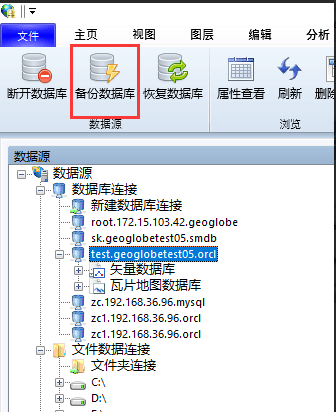 文件 主页 视图 图层 编辑 分析
断开数据库 备份数据库 恢复数据库 属性查看 刷新
数据源 浏览
数据源
数据源
数据库连接
新建数据库连接
root.172.15.103.42.geoglobe
sk.geoglobetest05.smdb
test.geoglobetest05.orcl
矢量数据库
瓦片地图数据库
zc.192.168.36.96.mysql
zc1.192.168.36.96.orcl
zc1.192.168.36.96.orcl
文件数据连接
文件夹连接
C:\
D:\